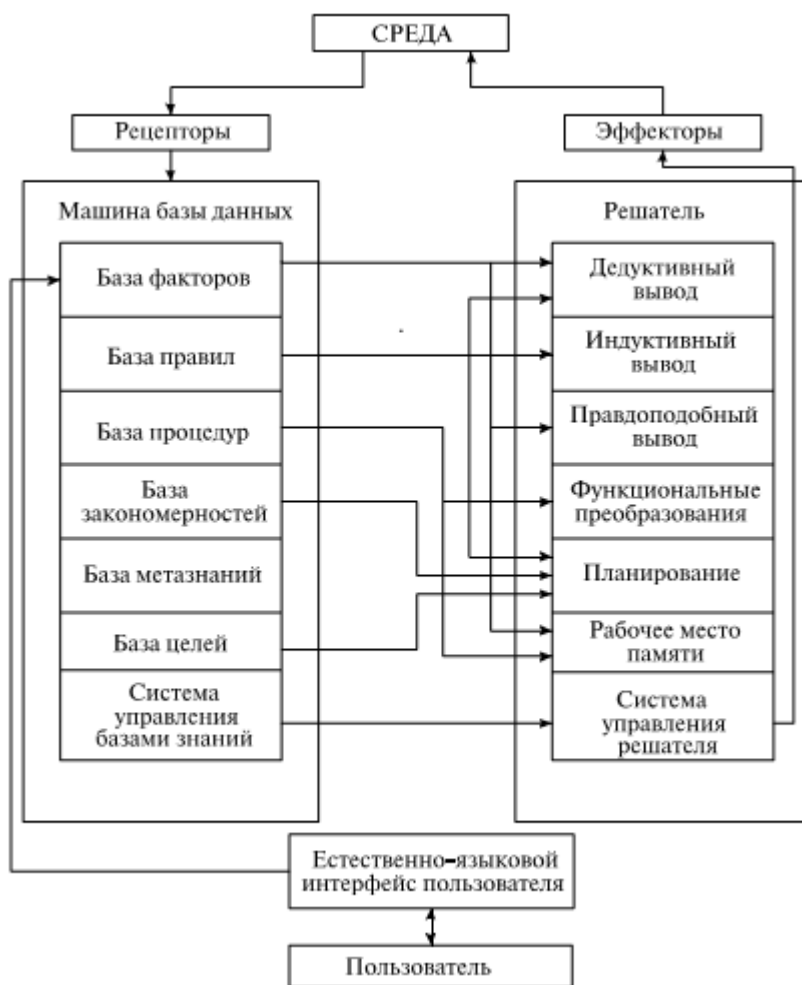 СРЕДА
Рецепторы
Эффекторы
Машина базы данных
База факторов
База правил
База процедур
База
закономерностей
База метазнаний
База целей
Система
управления
базами знаний
Решатель
Дедуктивный
вывод
Индуктивный
вывод
Правдоподобный
вывод
Функциональные
преобразования
Планирование
Рабочее место
памяти
Система
управления
решателя
Естественно-языковой
интерфейс пользователя
Пользователь